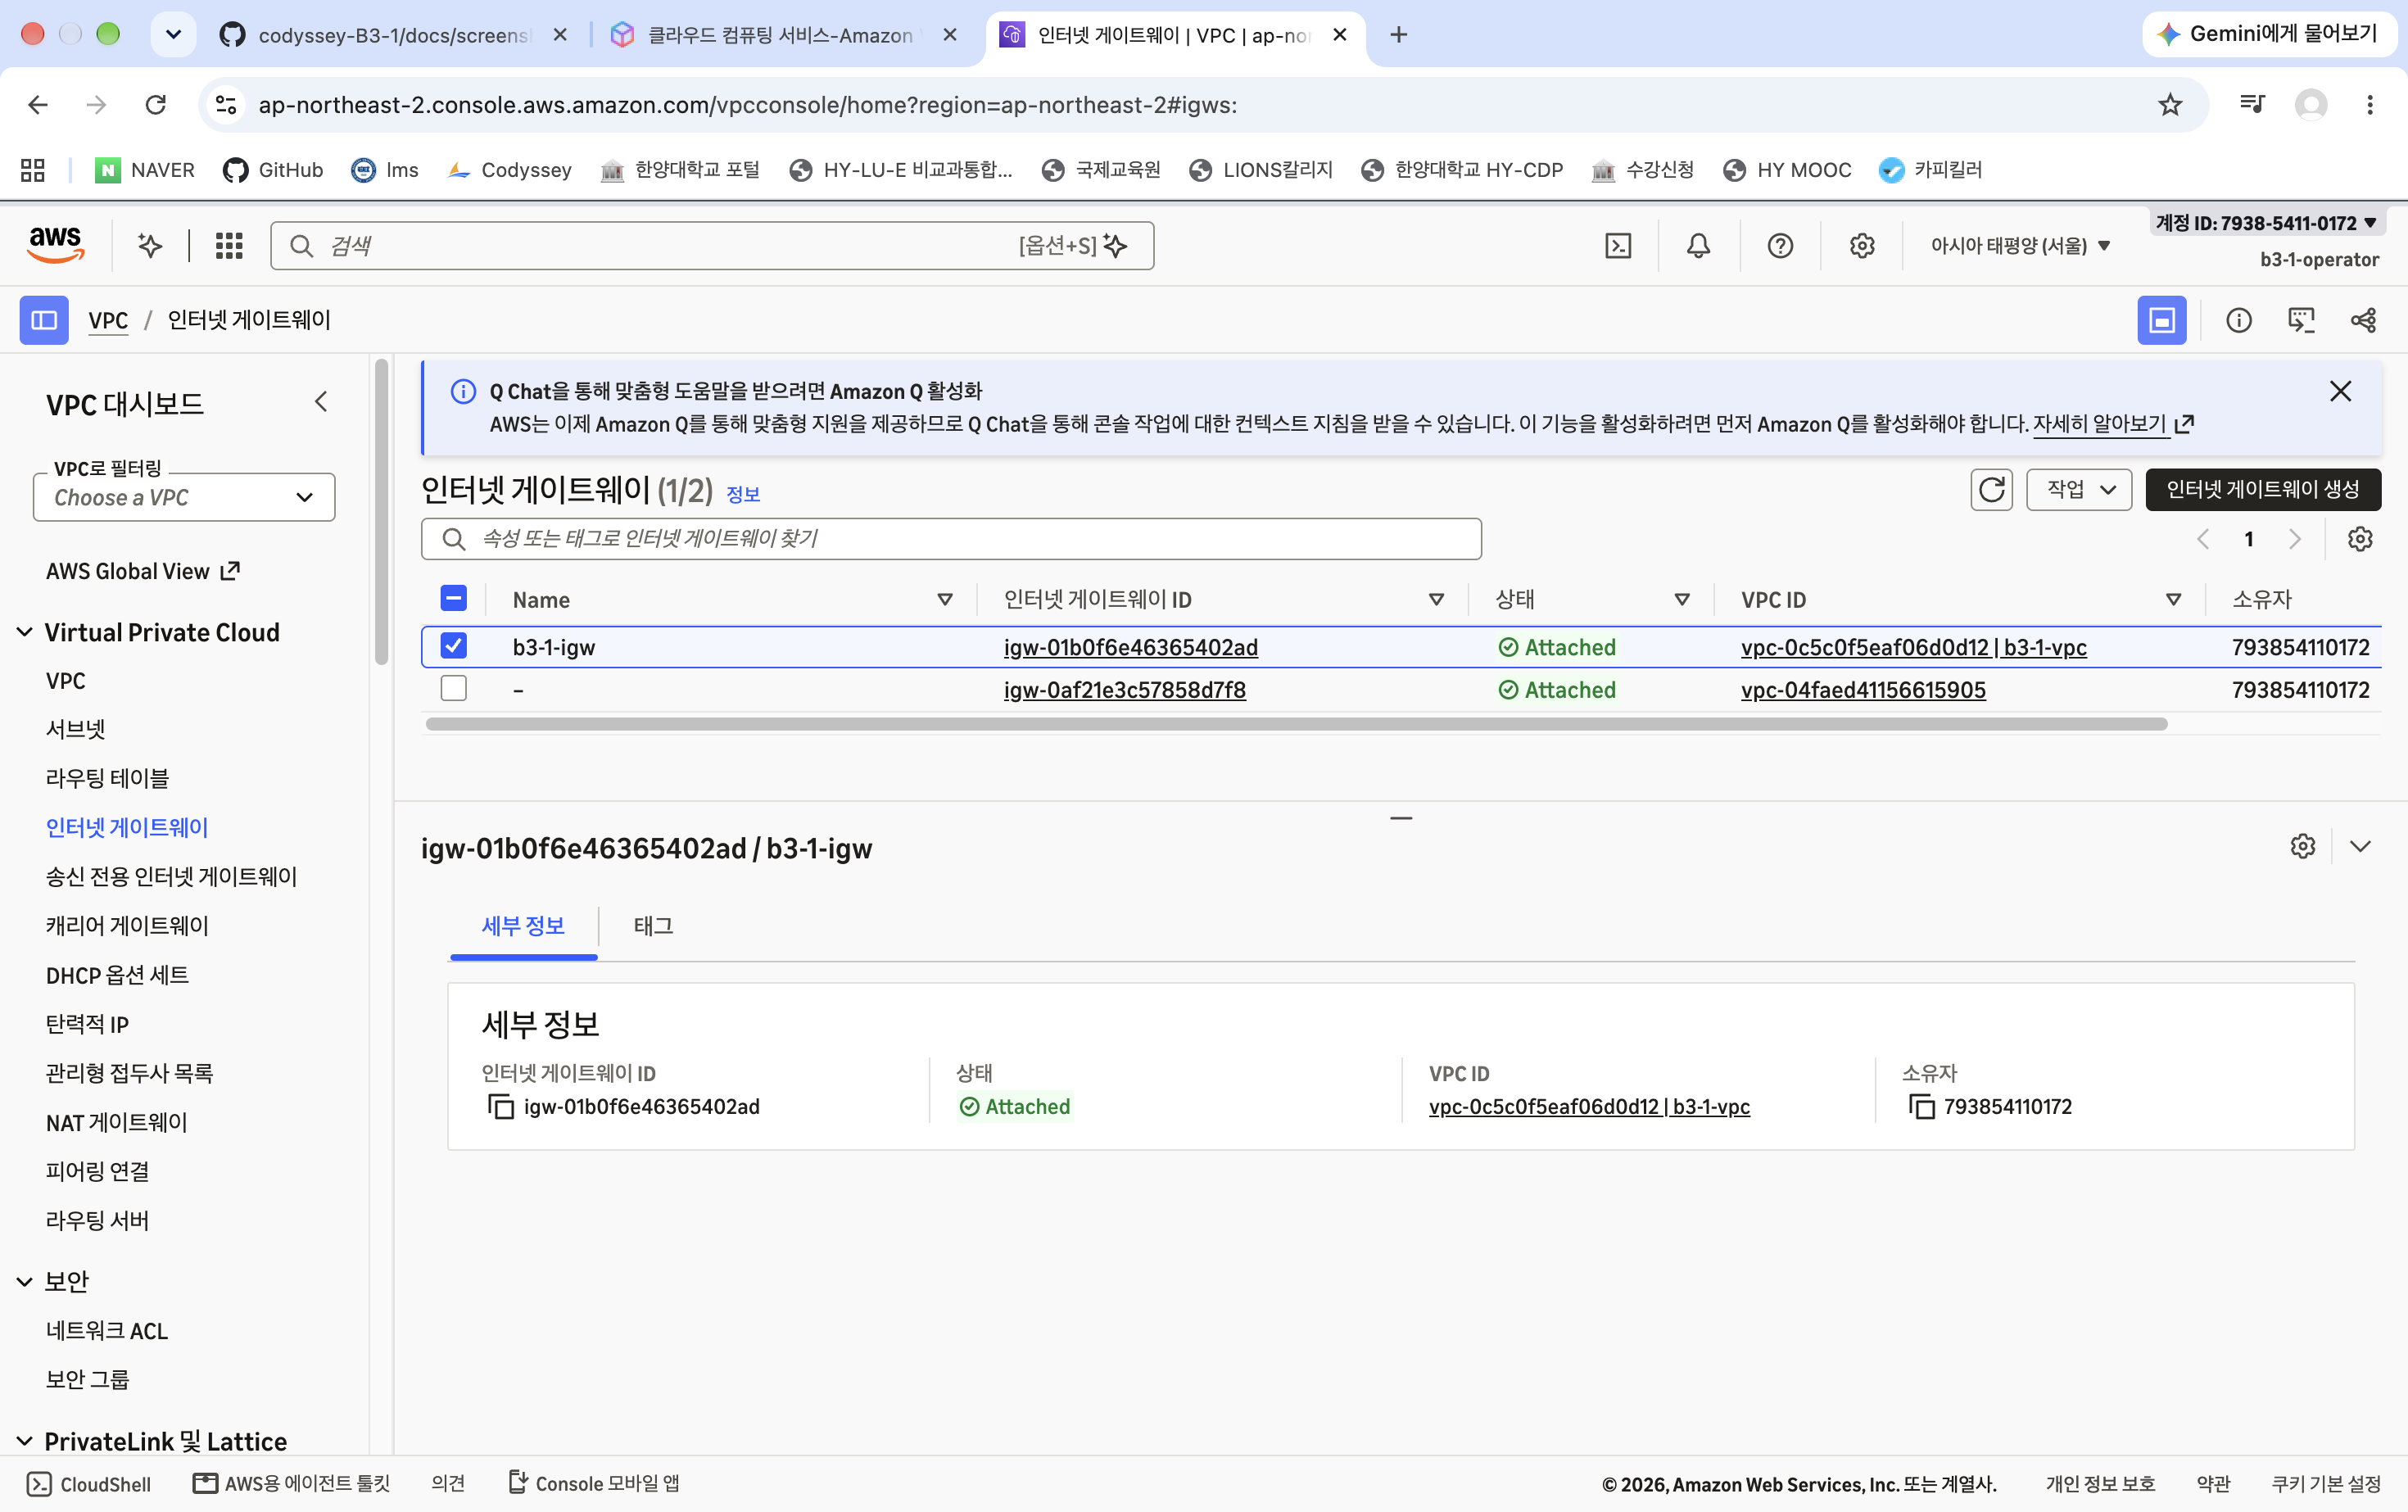 codyssey-B3-1/docs/screens
클라우드 컴퓨팅 서비스-Amazon
인터넷 게이트웨이 | VPC | ap-nor
Gemini에게 물어보기
ap-northeast-2.console.aws.amazon.com/vpcconsole/home?region=ap-northeast-2#igws:
NAVER
GitHub
lms
Codyssey
한양대학교 포털
HY-LU-E 비교과통합...
국제교육원
LIONS칼리지
한양대학교 HY-CDP
수강신청
HY MOOC
카피킬러
aws
검색
[옵션+S]
아시아 태평양 (서울)
계정 ID: 7938-5411-0172
b3-1-operator
VPC / 인터넷 게이트웨이
VPC 대시보드
VPC로 필터링
Choose a VPC
AWS Global View
Virtual Private Cloud
VPC
서브넷
라우팅 테이블
인터넷 게이트웨이
송신 전용 인터넷 게이트웨이
캐리어 게이트웨이
DHCP 옵션 세트
탄력적 IP
관리형 접두사 목록
NAT 게이트웨이
피어링 연결
라우팅 서버
보안
네트워크 ACL
보안 그룹
PrivateLink 및 Lattice
Q Chat을 통해 맞춤형 도움말을 받으려면 Amazon Q 활성화
AWS는 이제 Amazon Q를 통해 맞춤형 지원을 제공하므로 Q Chat을 통해 콘솔 작업에 대한 컨텍스트 지침을 받을 수 있습니다. 이 기능을 활성화하려면 먼저 Amazon Q를 활성화해야 합니다. 자세히 알아보기
인터넷 게이트웨이 (1/2) 정보
작업
인터넷 게이트웨이 생성
속성 또는 태그로 인터넷 게이트웨이 찾기
1
Name 인터넷 게이트웨이 ID 상태 VPC ID 소유자
b3-1-igw igw-01b0f6e46365402ad Attached vpc-0c5c0f5eaf06d0d12 | b3-1-vpc 793854110172
– igw-0af21e3c57858d7f8 Attached vpc-04faed41156615905 793854110172
igw-01b0f6e46365402ad / b3-1-igw
세부 정보
태그
세부 정보
인터넷 게이트웨이 ID
igw-01b0f6e46365402ad
상태
Attached
VPC ID
vpc-0c5c0f5eaf06d0d12 | b3-1-vpc
소유자
793854110172
CloudShell
AWS용 에이전트 툴킷
의견
Console 모바일 앱
© 2026, Amazon Web Services, Inc. 또는 계열사.
개인 정보 보호
약관
쿠키 기본 설정